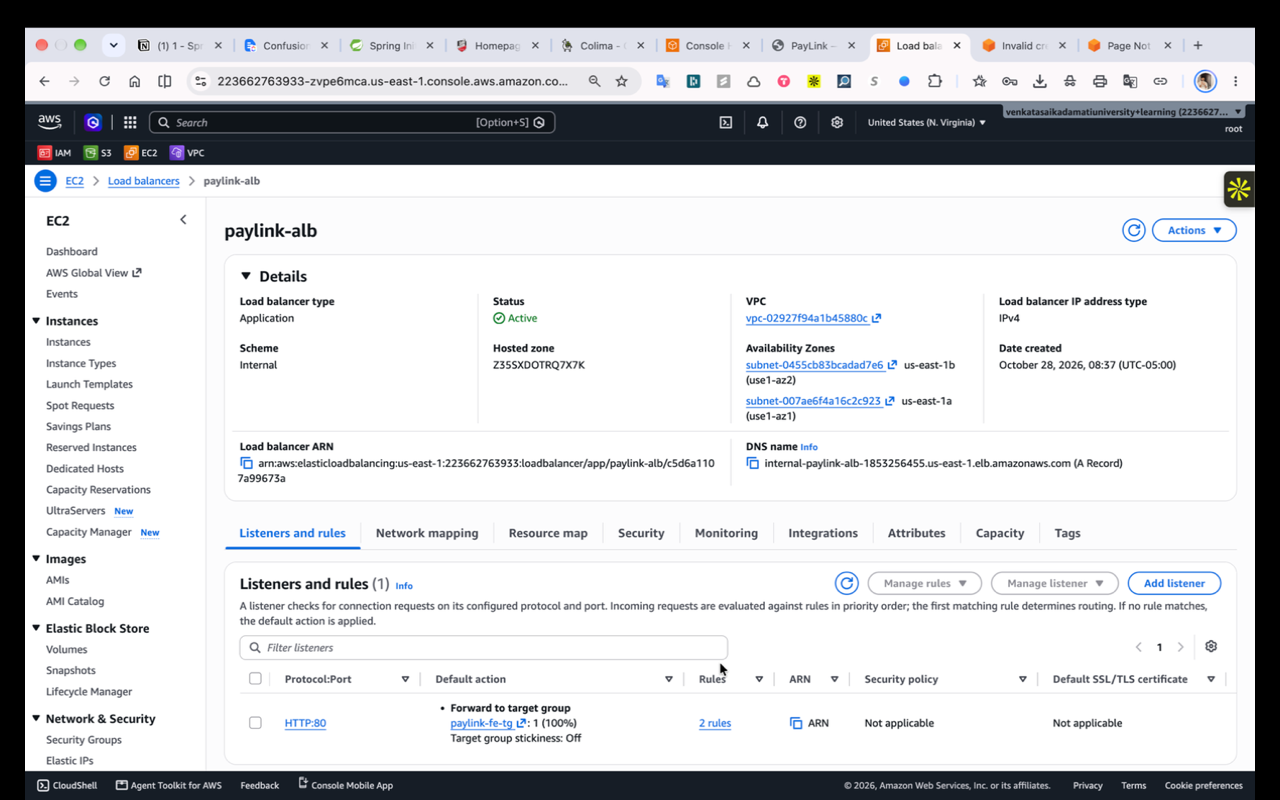 (1) 1 - Spr
Confusion
Spring Ini
Homepag
Colima - 
Console H
PayLink –
Load bala
Invalid cr
Page Not
223662763933-zvpe6mca.us-east-1.console.aws.amazon.co...
aws
Search
[Option+S]
United States (N. Virginia)
venkatasaikadamatiuniversity+learning (2236627...
root
IAM
S3
EC2
VPC
EC2
Load balancers
paylink-alb
EC2
Dashboard
AWS Global View
Events
Instances
Instances
Instance Types
Launch Templates
Spot Requests
Savings Plans
Reserved Instances
Dedicated Hosts
Capacity Reservations
UltraServers New
Capacity Manager New
Images
AMIs
AMI Catalog
Elastic Block Store
Volumes
Snapshots
Lifecycle Manager
Network & Security
Security Groups
Elastic IPs
paylink-alb
Actions
Details
Load balancer type
Application
Status
Active
VPC
vpc-02927f94a1b45880c
Load balancer IP address type
IPv4
Scheme
Internal
Hosted zone
Z35SXDOTRQ7X7K
Availability Zones
subnet-0455cb83bcadad7e6 us-east-1b
(use1-az2)
subnet-007ae6f4a16c2c923 us-east-1a
(use1-az1)
Date created
October 28, 2026, 08:37 (UTC-05:00)
Load balancer ARN
arn:aws:elasticloadbalancing:us-east-1:223662763933:loadbalancer/app/paylink-alb/c5d6a110
7a99673a
DNS name Info
internal-paylink-alb-1853256455.us-east-1.elb.amazonaws.com (A Record)
Listeners and rules
Network mapping
Resource map
Security
Monitoring
Integrations
Attributes
Capacity
Tags
Listeners and rules (1) Info
Manage rules
Manage listener
Add listener
A listener checks for connection requests on its configured protocol and port. Incoming requests are evaluated against rules in priority order; the first matching rule determines routing. If no rule matches,
the default action is applied.
Filter listeners
1
Protocol:Port
Default action
Rules
ARN
Security policy
Default SSL/TLS certificate
HTTP:80
• Forward to target group
paylink-fe-tg : 1 (100%)
Target group stickiness: Off
2 rules
ARN
Not applicable
Not applicable
CloudShell
Agent Toolkit for AWS
Feedback
Console Mobile App
© 2026, Amazon Web Services, Inc. or its affiliates.
Privacy
Terms
Cookie preferences